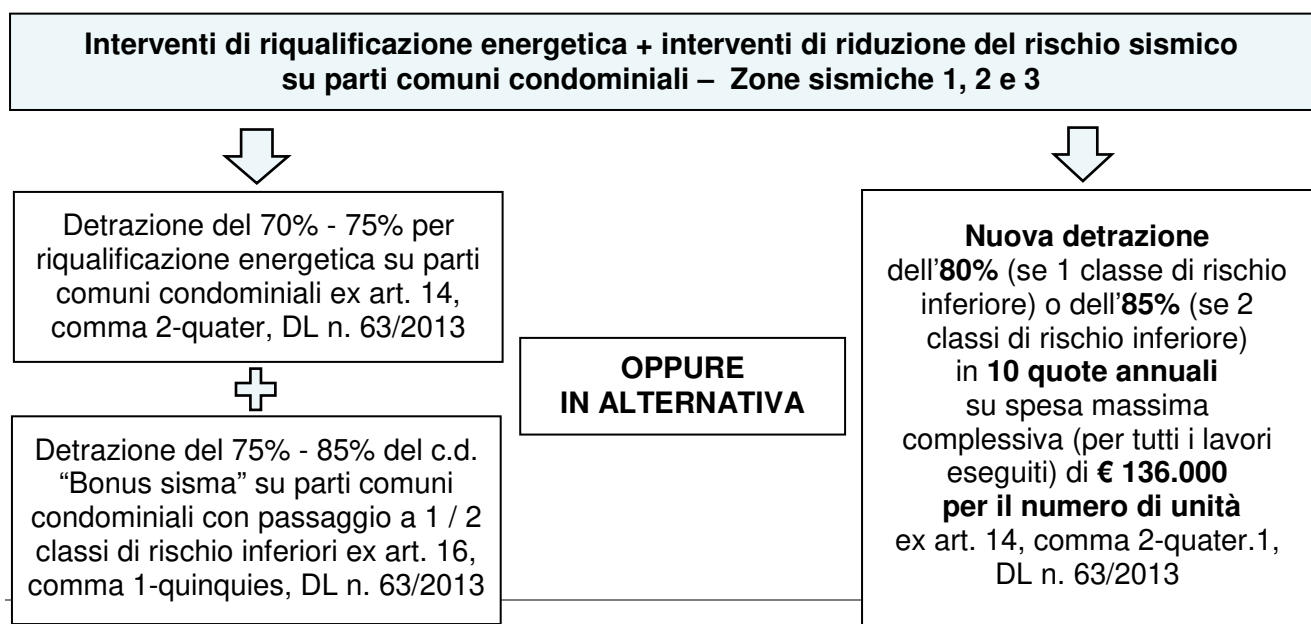 Interventi di riqualificazione energetica + interventi di riduzione del rischio sismico
su parti comuni condominiali – Zone sismiche 1, 2 e 3
Detrazione del 70% - 75% per
riqualificazione energetica su parti
comuni condominiali ex art. 14,
comma 2-quater, DL n. 63/2013
Detrazione del 75% - 85% del c.d.
“Bonus sisma” su parti comuni
condominiali con passaggio a 1 / 2
classi di rischio inferiori ex art. 16,
comma 1-quinquies, DL n. 63/2013
OPPURE
IN ALTERNATIVA
Nuova detrazione
dell'80% (se 1 classe di rischio
inferiore) o dell'85% (se 2
classi di rischio inferiore)
in 10 quote annuali
su spesa massima
complessiva (per tutti i lavori
eseguiti) di € 136.000
per il numero di unità
ex art. 14, comma 2-quater.1,
DL n. 63/2013